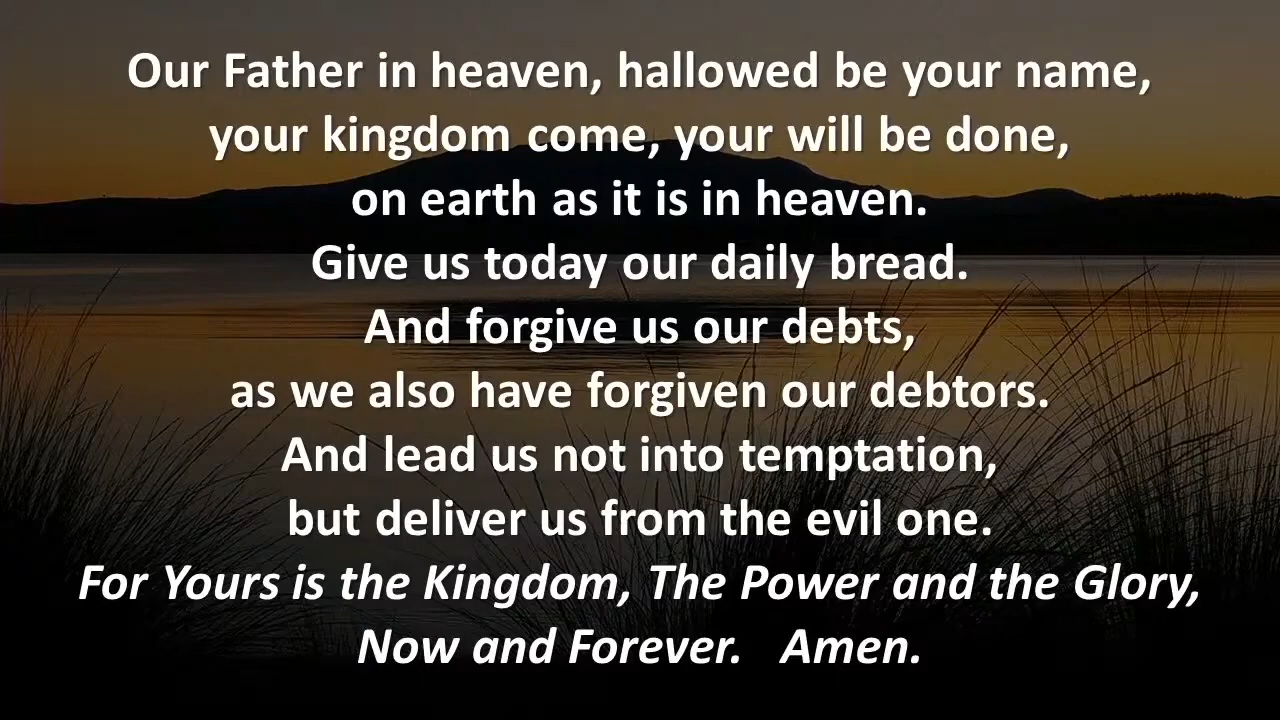 Our Father in heaven, hallowed be your name,
your kingdom come, your will be done,
on earth as it is in heaven.
Give us today our daily bread.
And forgive us our debts,
as we also have forgiven our debtors.
And lead us not into temptation,
but deliver us from the evil one.
For Yours is the Kingdom, The Power and the Glory,
Now and Forever.   Amen.